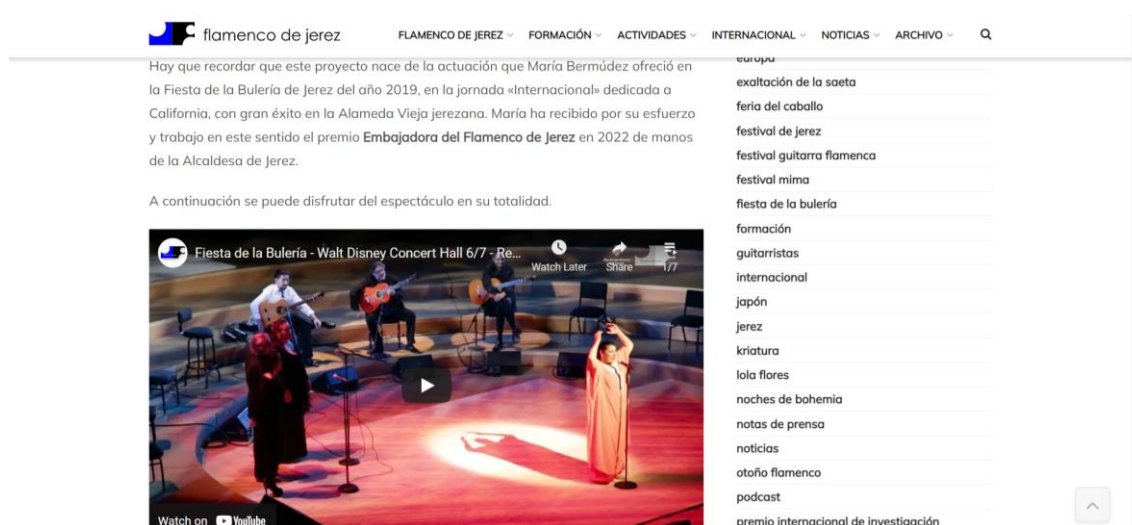 flamenco de jerez
FLAMENCO DE JEREZ
FORMACIÓN
ACTIVIDADES
INTERNACIONAL
NOTICIAS
ARCHIVO
Hay que recordar que este proyecto nace de la actuación que María Bermúdez ofreció en
la Fiesta de la Bulería de Jerez del año 2019, en la jornada «Internacional» dedicada a
California, con gran éxito en la Alameda Vieja jerezana. María ha recibido por su esfuerzo
y trabajo en este sentido el premio Embajadora del Flamenco de Jerez en 2022 de manos
de la Alcaldesa de Jerez.
A continuación se puede disfrutar del espectáculo en su totalidad.
Fiesta de la Bulería - Walt Disney Concert Hall 6/7 - Re...
Watch Later
Share
1/7
Watch on YouTube
europa
exaltación de la saeta
feria del caballo
festival de jerez
festival guitarra flamenca
festival mima
fiesta de la bulería
formación
guitarristas
internacional
japón
jerez
kriatura
lola flores
noches de bohemia
notas de prensa
noticias
otoño flamenco
podcast
premio internacional de investigación